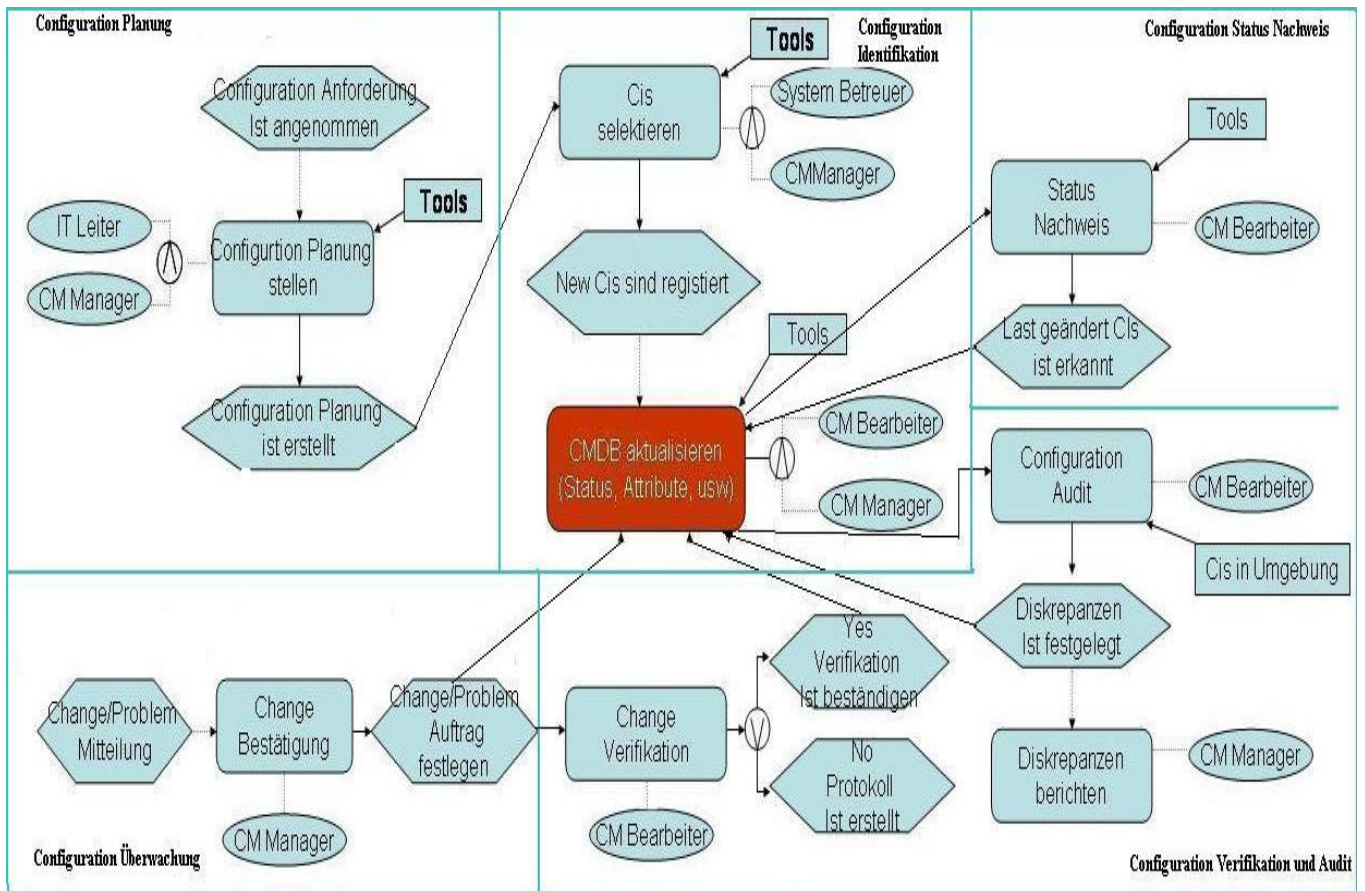 Configuration Planung
Configuration Anforderung
Ist angenommen
IT Leiter
CM Manager
Tools
Configurtion Planung
stellen
Configuration Planung
ist erstellt
Configuration
Identifikation
Tools
Cis
selektieren
System Betreuer
CMManager
New Cis sind registiert
Tools
CMDB aktualisieren
(Status, Attribute, usw)
CM Bearbeiter
CM Manager
Configuration Status Nachweis
Tools
Status
Nachweis
CM Bearbeiter
Last geändert CIs
ist erkannt
Configuration
Audit
CM Bearbeiter
Cis in Umgebung
Diskrepanzen
Ist festgelegt
Diskrepanzen
berichten
CM Manager
Change/Problem
Mitteilung
Change
Bestätigung
CM Manager
Change/Problem
Auftrag
festlegen
Configuration Überwachung
Change
Verifikation
CM Bearbeiter
V
Yes
Verifikation
Ist beständigen
No
Protokoll
Ist erstellt
Configuration Verifikation und Audit